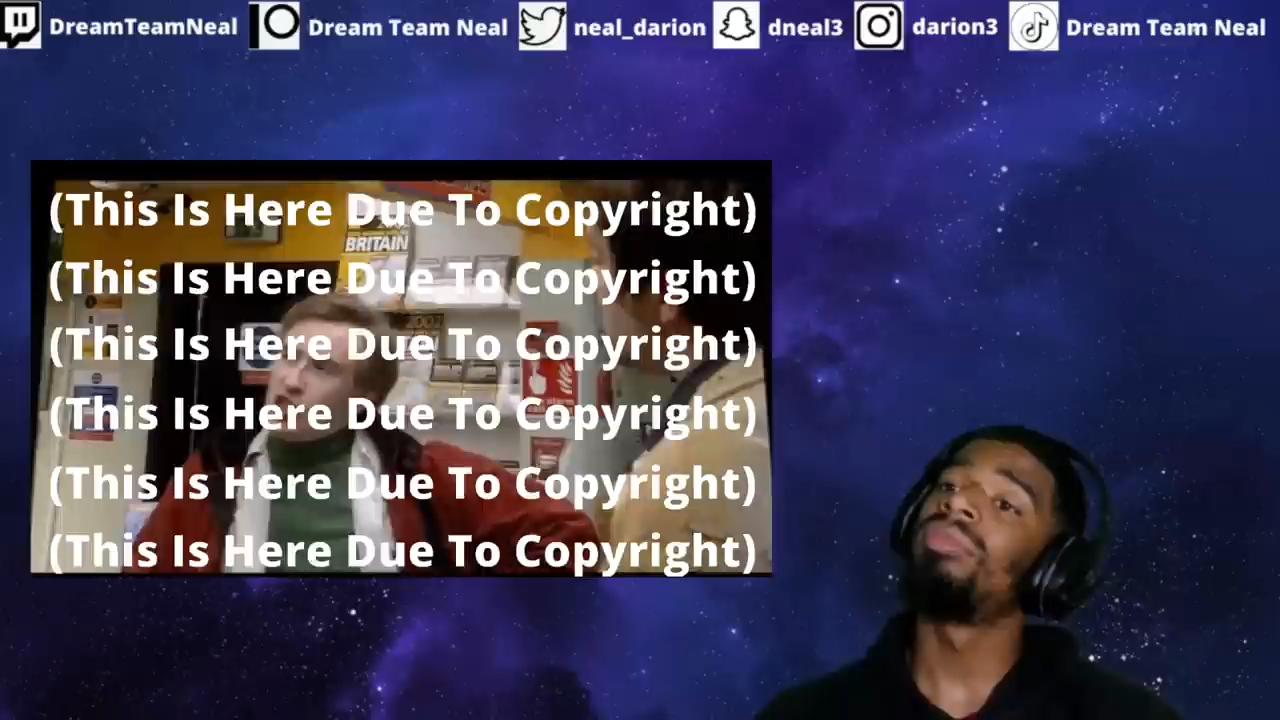 DreamTeamNeal Dream Team Neal neal_darion dneal3 darion3 Dream Team Neal
(This Is Here Due To Copyright)
BRITAIN
(This Is Here Due To Copyright)
2002
(This Is Here Due To Copyright)
(This Is Here Due To Copyright)
(This Is Here Due To Copyright)
(This Is Here Due To Copyright)